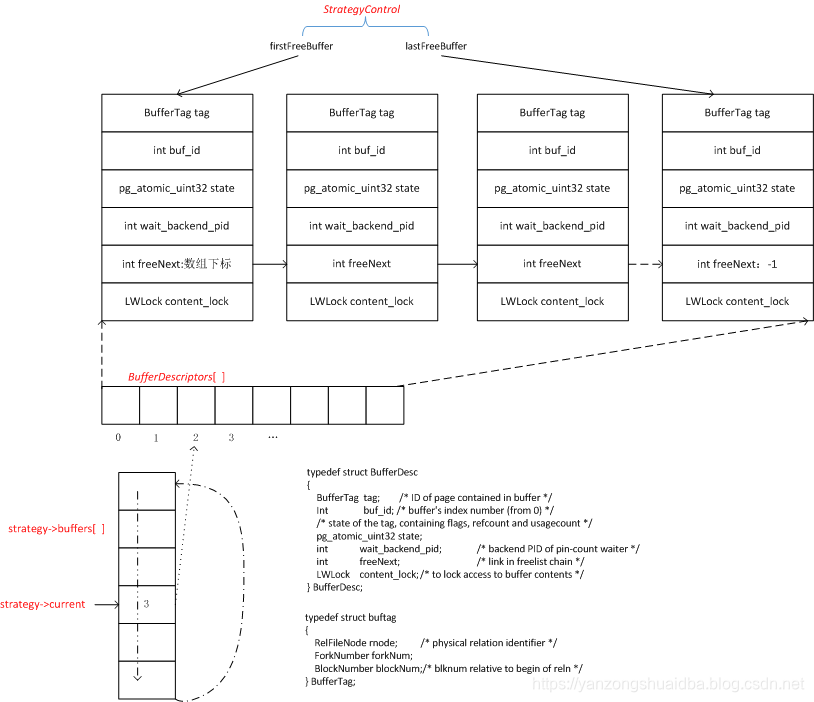 StrategyControl
firstFreeBuffer
lastFreeBuffer
BufferTag tag
BufferTag tag
BufferTag tag
BufferTag tag
int buf_id
int buf_id
int buf_id
int buf_id
pg_atomic_uint32 state
pg_atomic_uint32 state
pg_atomic_uint32 state
pg_atomic_uint32 state
int wait_backend_pid
int wait_backend_pid
int wait_backend_pid
int wait_backend_pid
int freeNext:数组下标
int freeNext
int freeNext
int freeNext：-1
LWLock content_lock
LWLock content_lock
LWLock content_lock
LWLock content_lock
BufferDescriptors[ ]
0 1 2 3 ...
strategy->buffers[ ]
strategy->current
3
typedef struct BufferDesc
{
BufferTag tag; /* ID of page contained in buffer */
Int buf_id; /* buffer's index number (from 0) */
/* state of the tag, containing flags, refcount and usagecount */
pg_atomic_uint32 state;
int wait_backend_pid; /* backend PID of pin-count waiter */
int freeNext; /* link in freelist chain */
LWLock content_lock; /* to lock access to buffer contents */
} BufferDesc;
typedef struct buftag
{
RelFileNode rnode; /* physical relation identifier */
ForkNumber forkNum;
BlockNumber blockNum;/* blknum relative to begin of reln */
} BufferTag;
https://yanzongshuaidba.blog.csdn.net